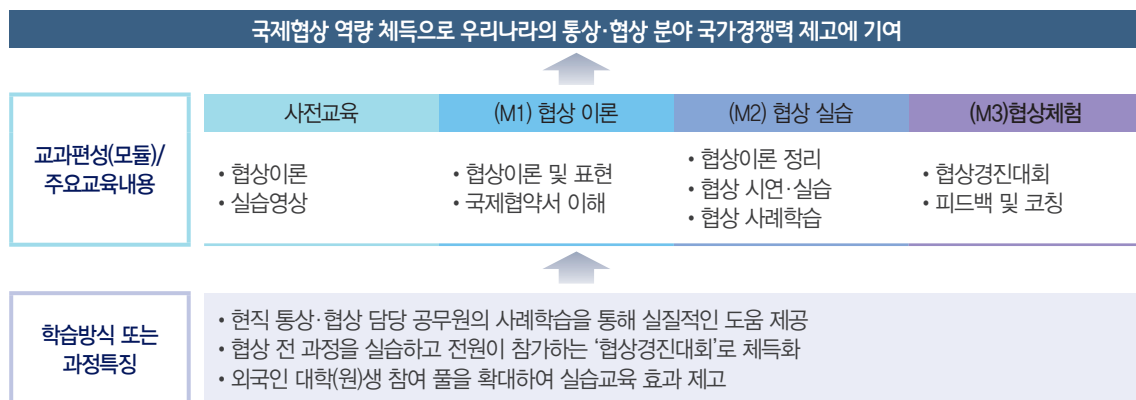 국제협상 역량 체득으로 우리나라의 통상·협상 분야 국가경쟁력 제고에 기여
교과편성(모듈)/
주요교육내용
사전교육
(M1) 협상 이론
(M2) 협상 실습
(M3)협상체험
• 협상이론
• 실습영상
• 협상이론 및 표현
• 국제협약서 이해
• 협상이론 정리
• 협상 시연·실습
• 협상 사례학습
• 협상경진대회
• 피드백 및 코칭
학습방식 또는
과정특징
• 현직 통상·협상 담당 공무원의 사례학습을 통해 실질적인 도움 제공
• 협상 전 과정을 실습하고 전원이 참가하는 ‘협상경진대회’로 체득화
• 외국인 대학(원)생 참여 풀을 확대하여 실습교육 효과 제고